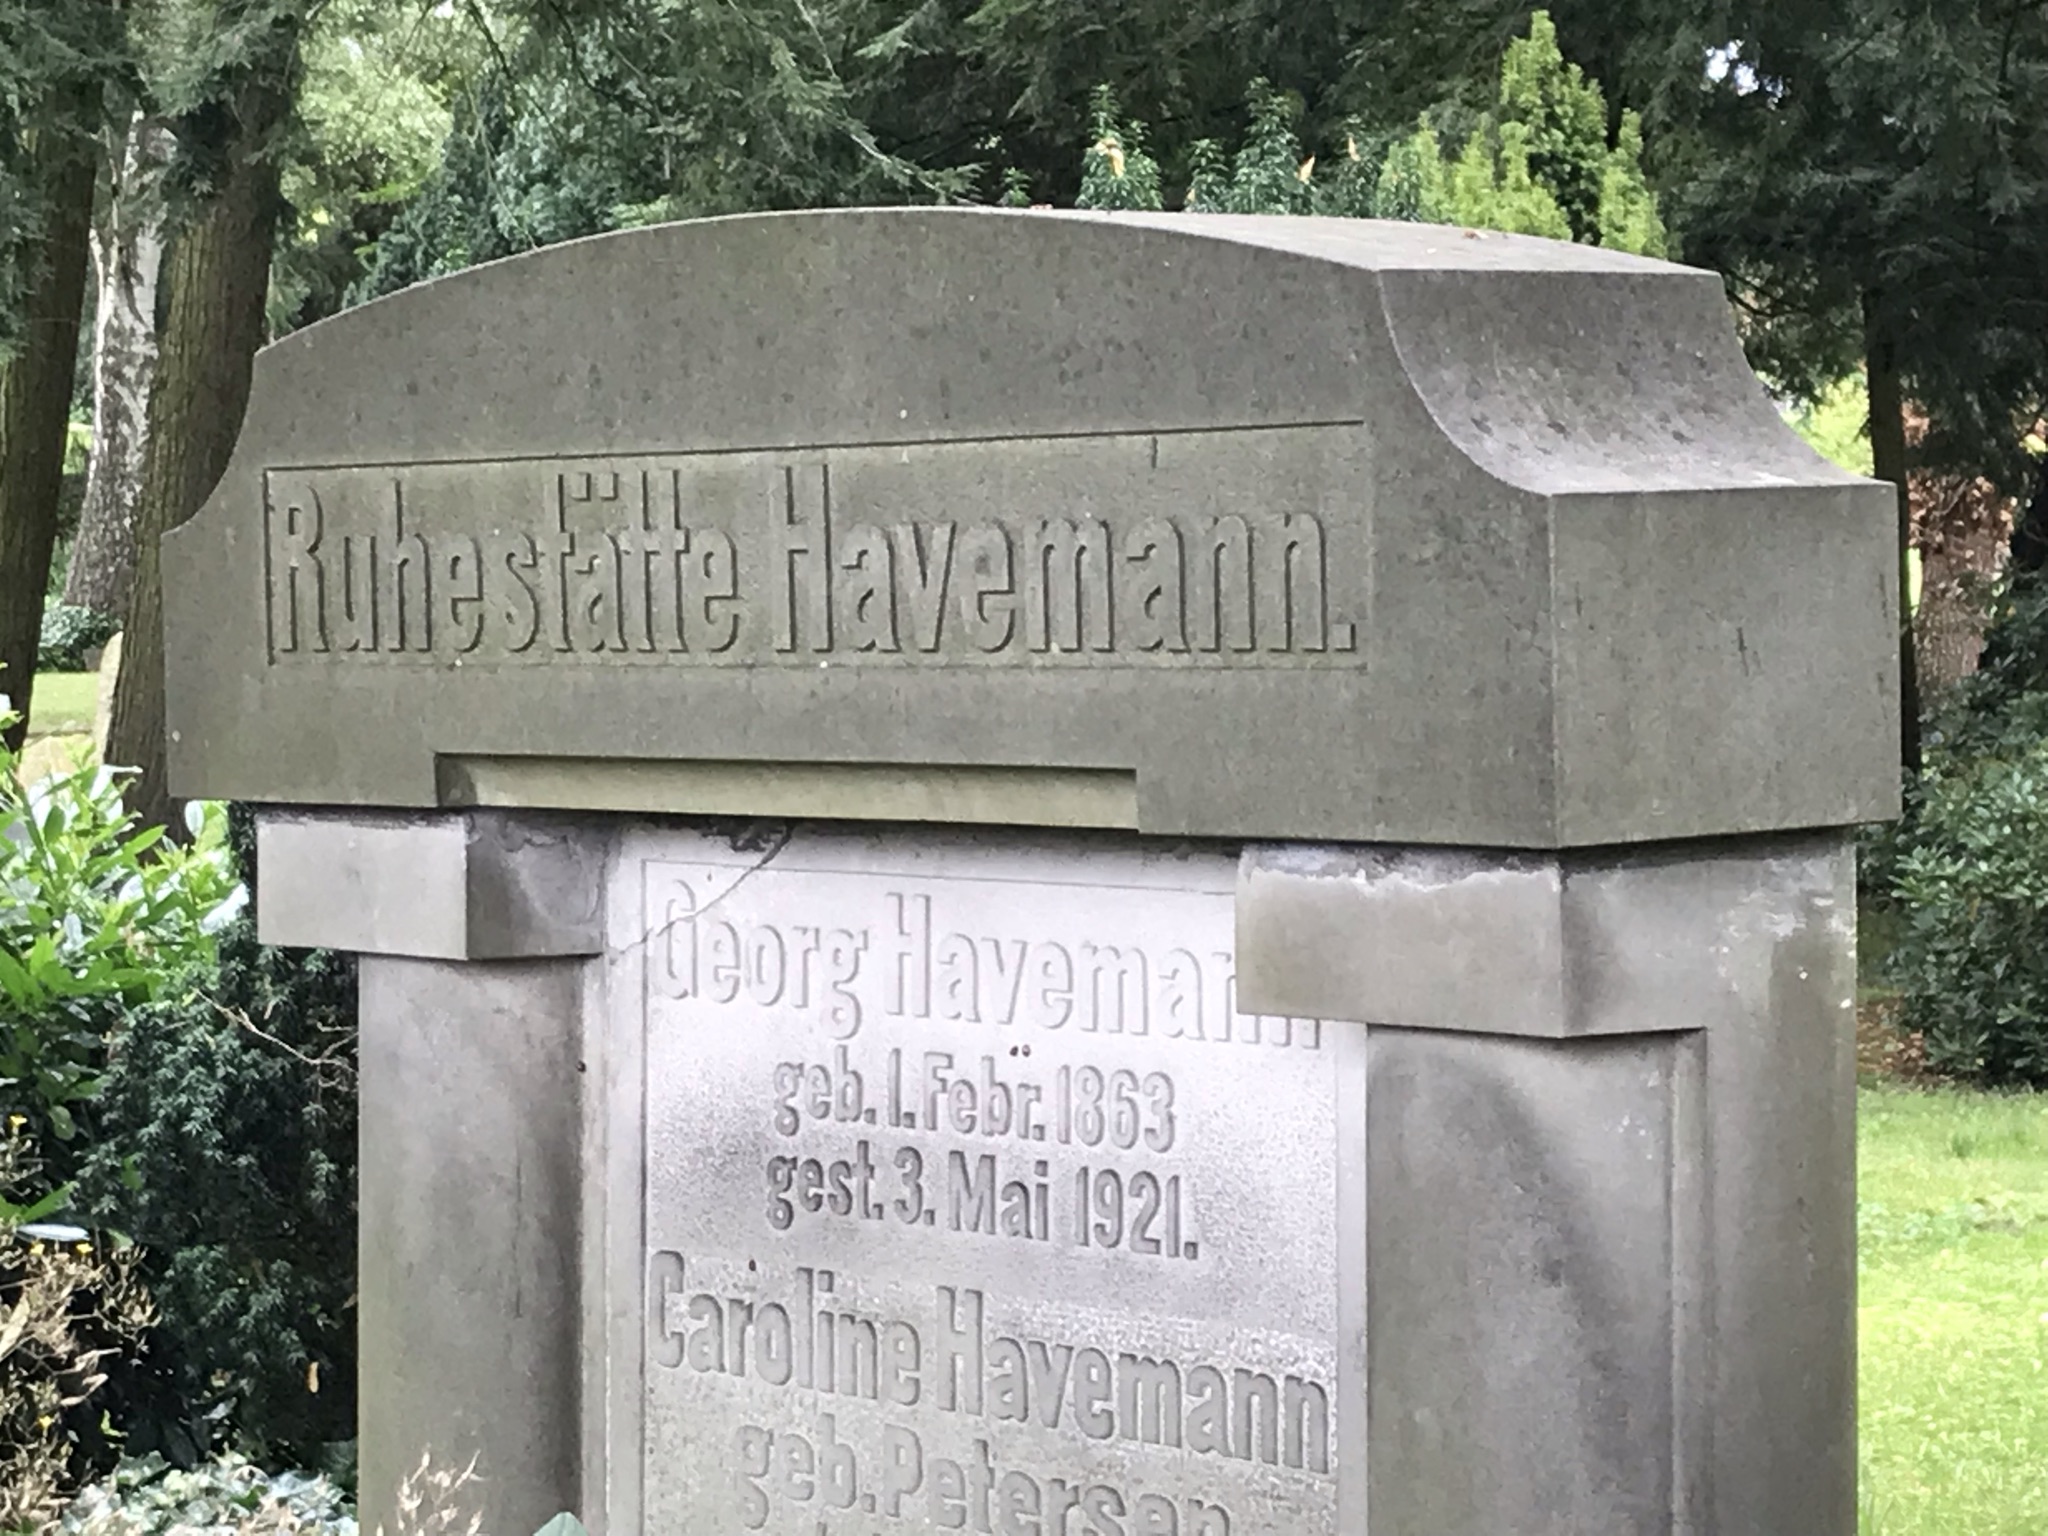 Ruhestätte Havemann.
Georg Havemann
geb. 1. Febr. 1863
gest. 3. Mai 1921.
Caroline Havemann
geb. Petersen